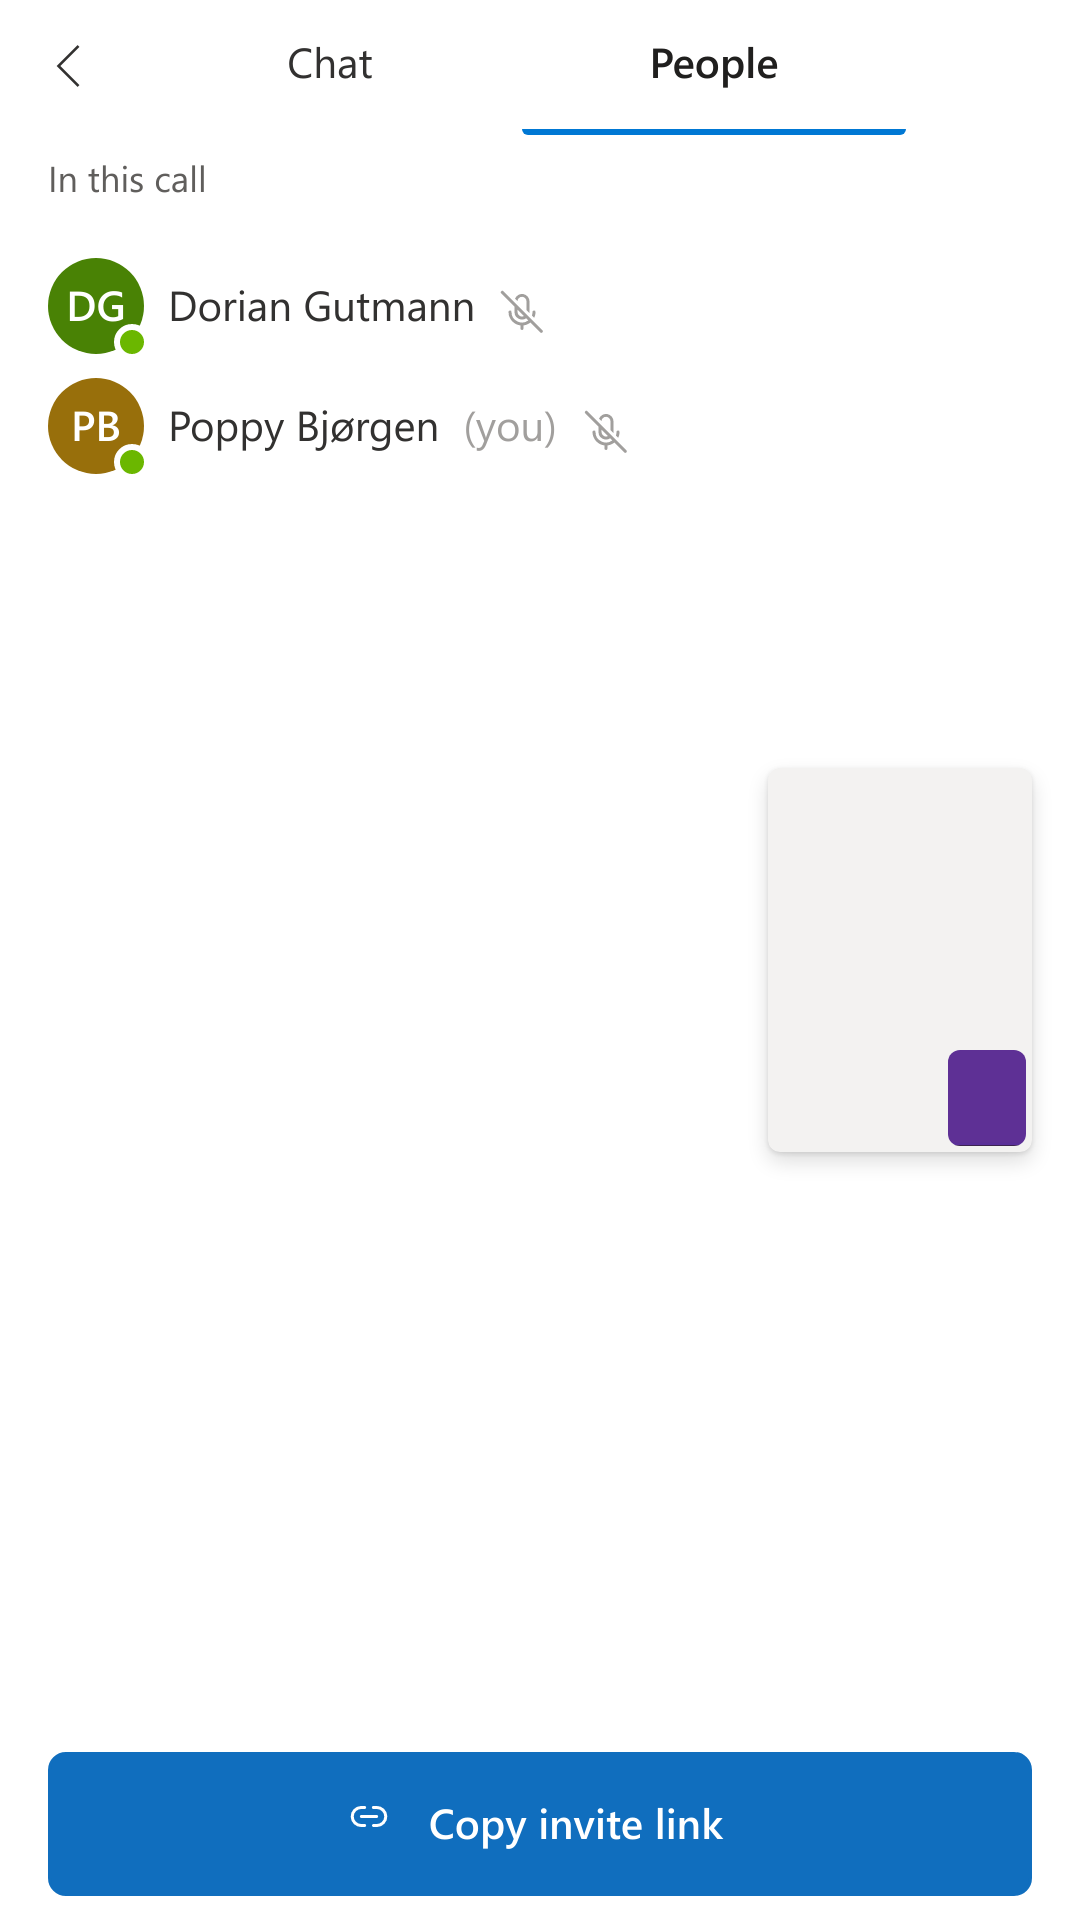 Chat People
In this call
DG Dorian Gutmann
PB Poppy Bjørgen (you)
Copy invite link